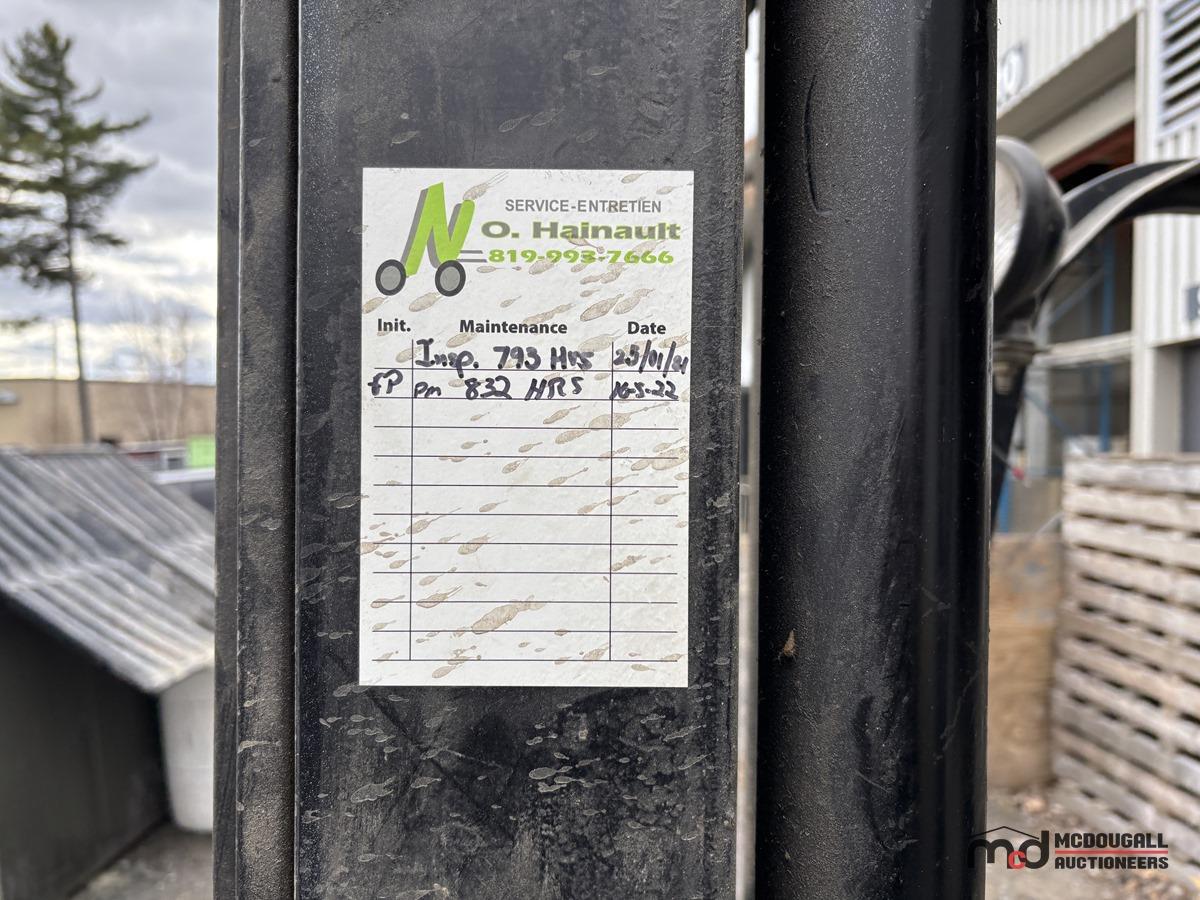 SERVICE-ENTRETIEN
O. Hainault
819-993-7666
Init. Maintenance Date
Insp. 793 Hrs 25/01/21
FP pm 832 HRS 16-5-22
mcd MCDOUGALL
AUCTIONEERS